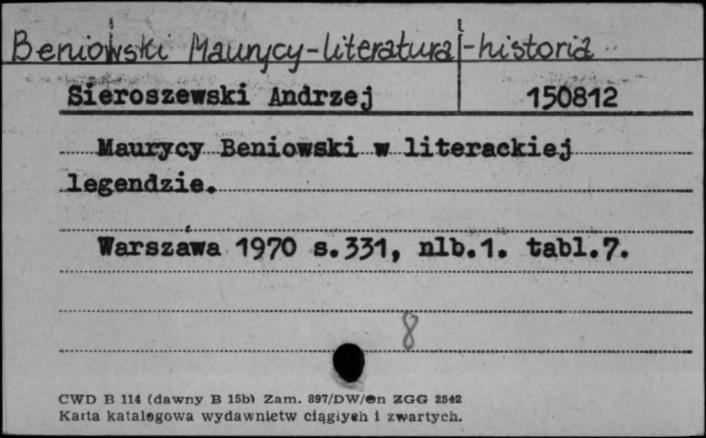 Beniowski Maurycy-literatura-historia
Sieroszewski Andrzej 150812
Maurycy Beniowski w literackiej
legendzie.
Warszawa 1970 s.331, nlb.1. tabl.7.
8
CWD B 114 (dawny B 15b) Zam. 897/DW/en ZGG 2542
Karta katalogowa wydawnictw ciągłych i zwartych.